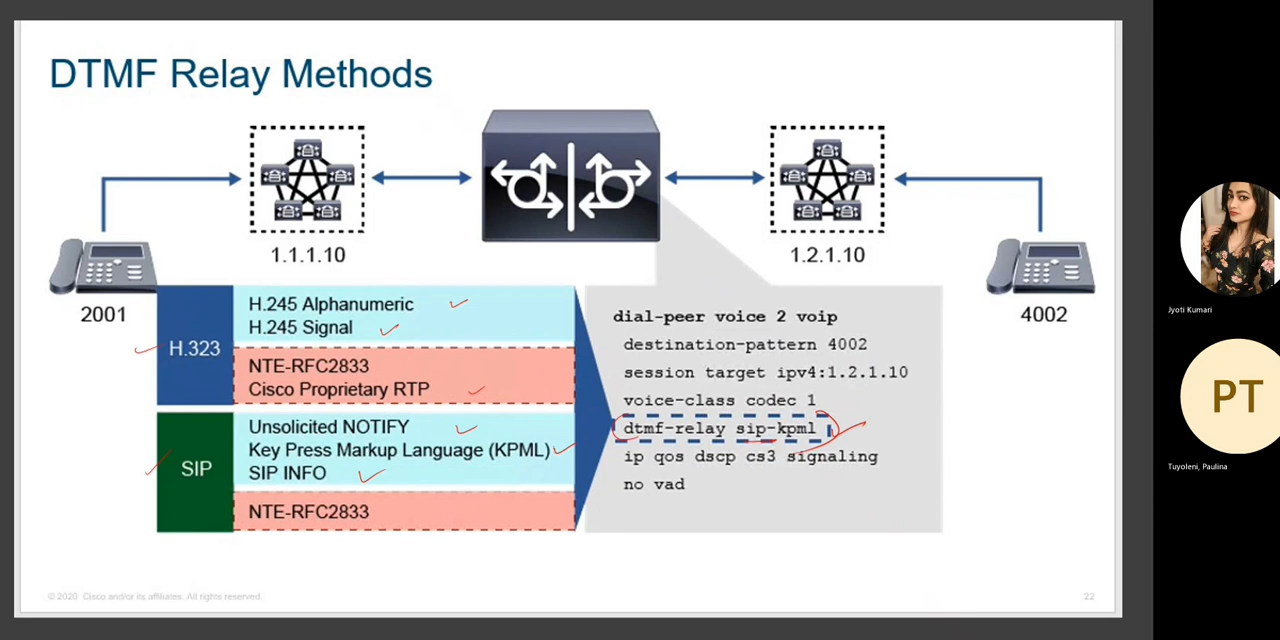 DTMF Relay Methods
1.1.1.10
1.2.1.10
2001
4002
H.323
H.245 Alphanumeric
H.245 Signal
NTE-RFC2833
Cisco Proprietary RTP
SIP
Unsolicited NOTIFY
Key Press Markup Language (KPML)
SIP INFO
NTE-RFC2833
dial-peer voice 2 voip
destination-pattern 4002
session target ipv4:1.2.1.10
voice-class codec 1
dtmf-relay sip-kpml
ip qos dscp cs3 signaling
no vad
© 2020 Cisco and/or its affiliates. All rights reserved.
22
Jyoti Kumari
PT
Tuyoleni, Paulina